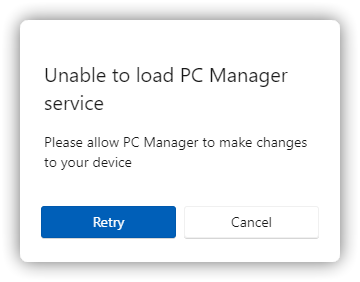 Unable to load PC Manager
service
Please allow PC Manager to make changes
to your device
Retry
Cancel